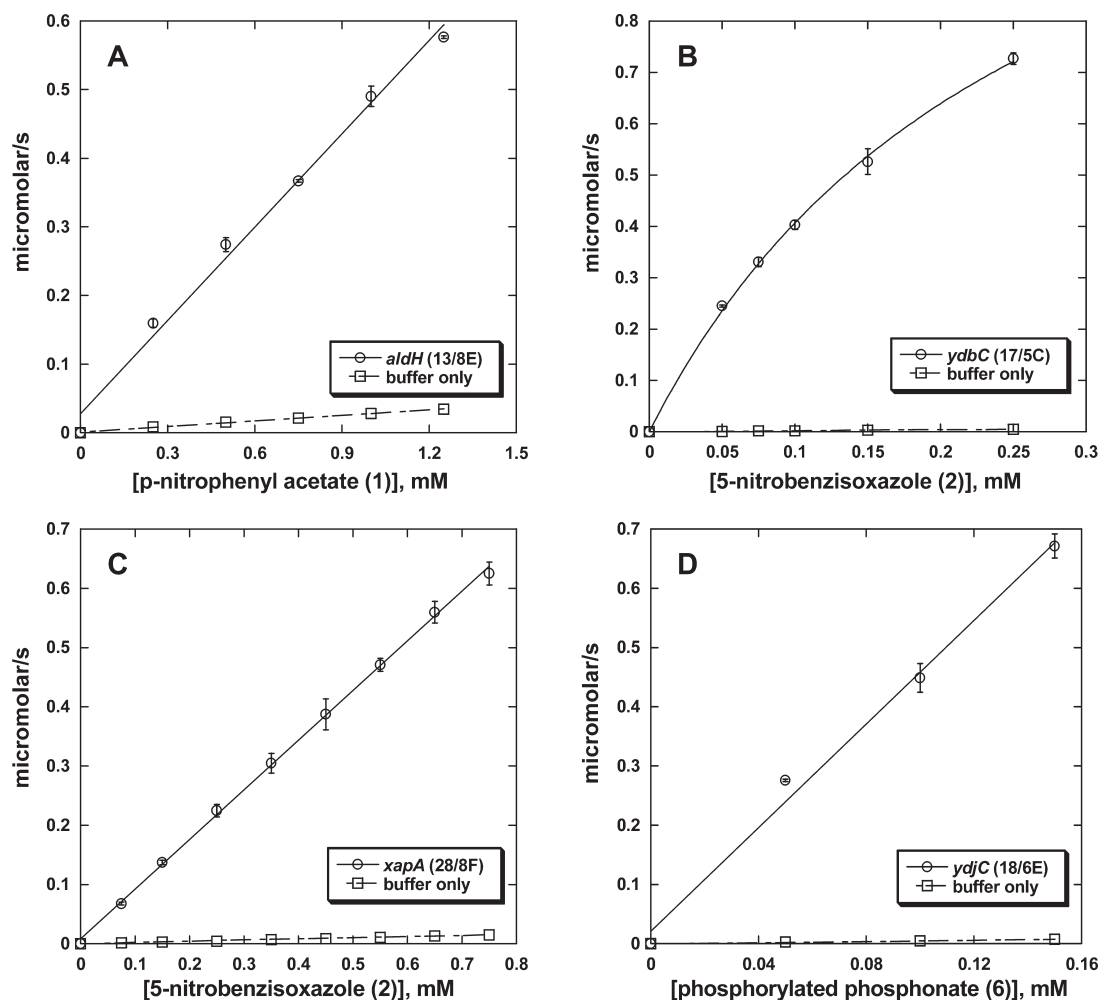 A
micromolar/s
0.6
0.5
0.4
0.3
0.2
0.1
0
aldH (13/8E)
buffer only
0 0.3 0.6 0.9 1.2 1.5
[p-nitrophenyl acetate (1)], mM
B
micromolar/s
0.8
0.7
0.6
0.5
0.4
0.3
0.2
0.1
0
ydbC (17/5C)
buffer only
0 0.05 0.1 0.15 0.2 0.25 0.3
[5-nitrobenzisoxazole (2)], mM
C
micromolar/s
0.7
0.6
0.5
0.4
0.3
0.2
0.1
0
xapA (28/8F)
buffer only
0 0.1 0.2 0.3 0.4 0.5 0.6 0.7 0.8
[5-nitrobenzisoxazole (2)], mM
D
micromolar/s
0.7
0.6
0.5
0.4
0.3
0.2
0.1
0
ydjC (18/6E)
buffer only
0 0.04 0.08 0.12 0.16
[phosphorylated phosphonate (6)], mM